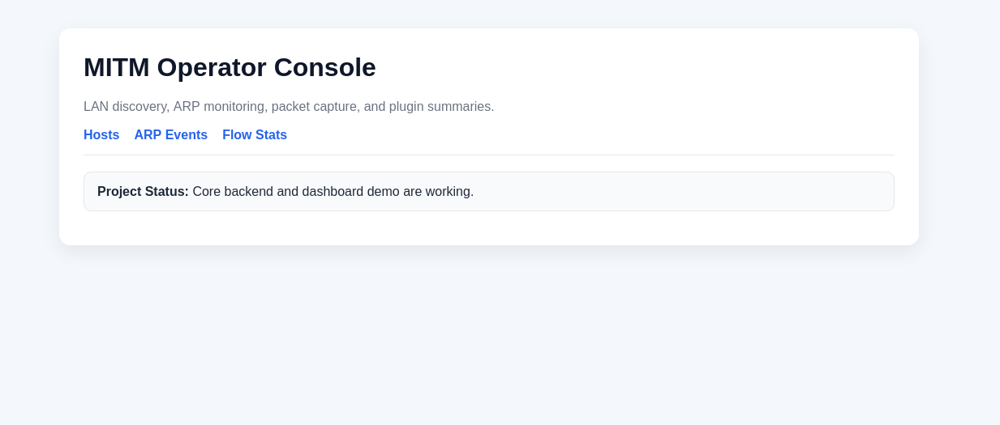 MITM Operator Console
LAN discovery, ARP monitoring, packet capture, and plugin summaries.
Hosts ARP Events Flow Stats
Project Status: Core backend and dashboard demo are working.